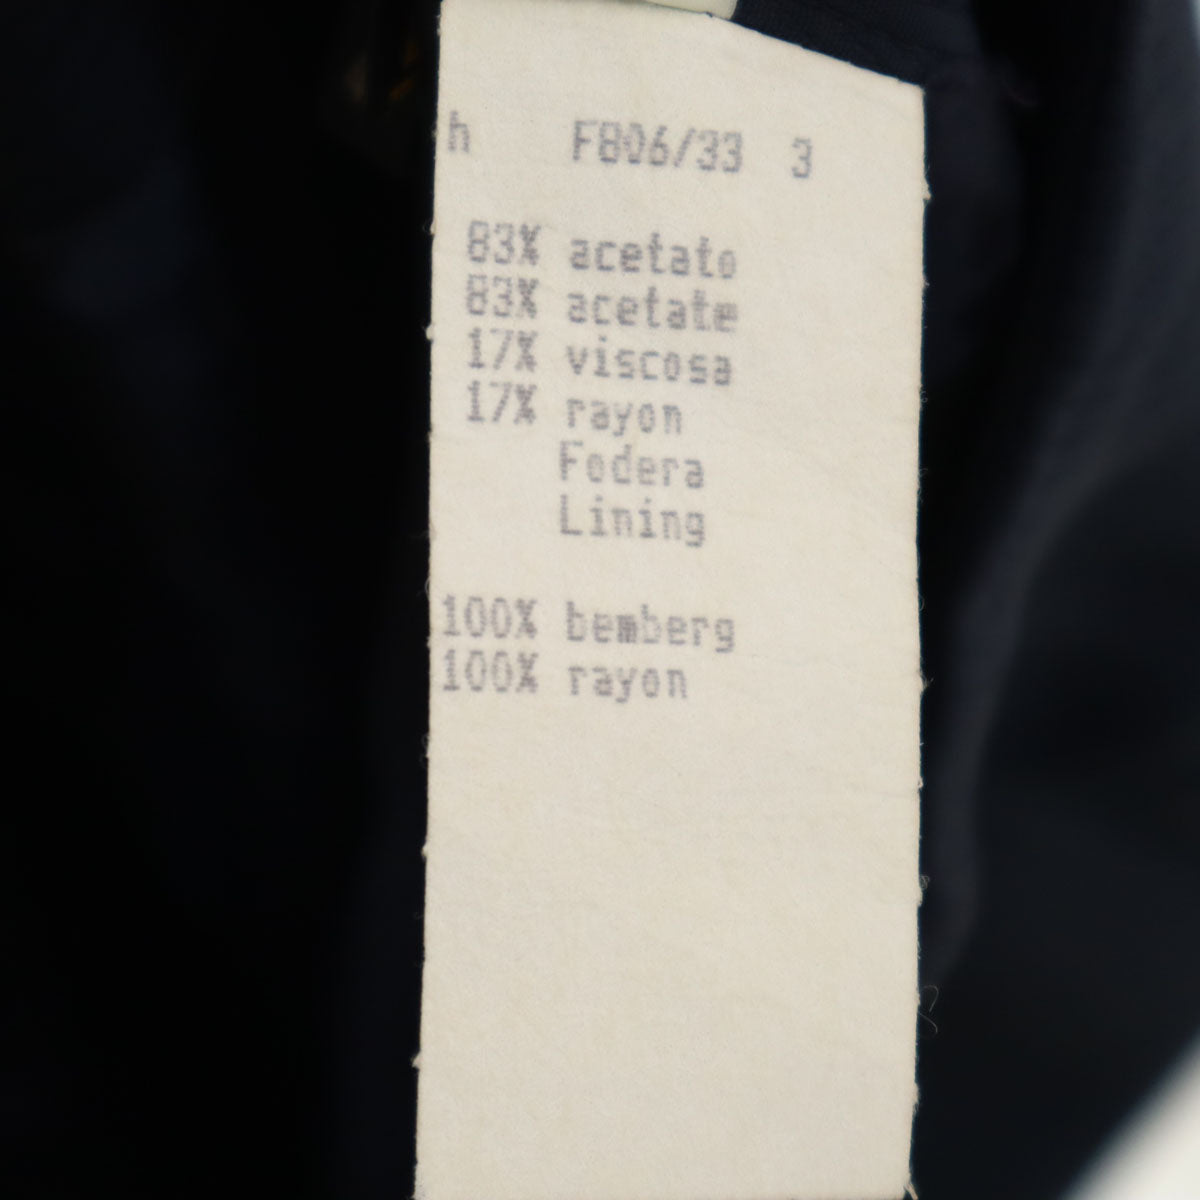 h F806/33 3
83% acetato
83% acetate
17% viscosa
17% rayon
Fodera
Lining
100% bemberg
100% rayon